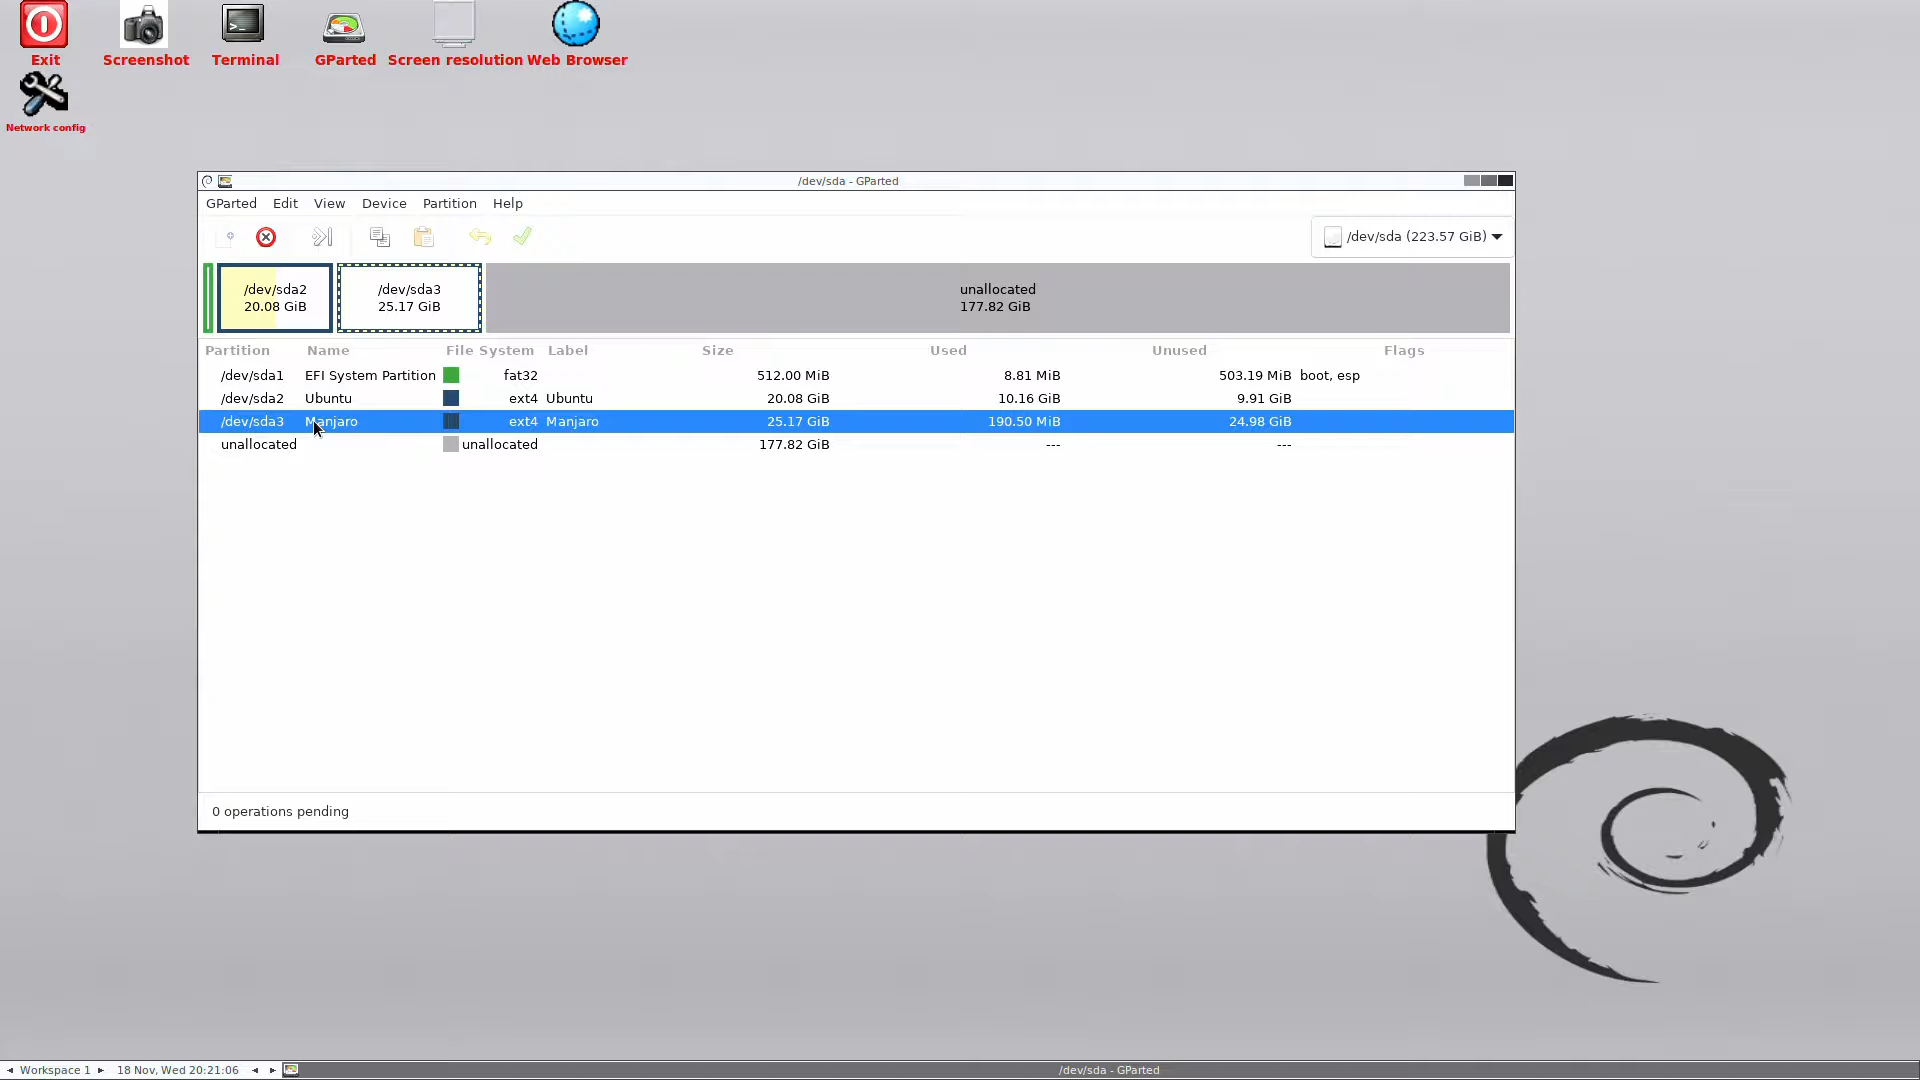 Exit
Screenshot
Terminal
GParted
Screen resolution
Web Browser
Network config
/dev/sda - GParted
GParted Edit View Device Partition Help
/dev/sda (223.57 GiB)
/dev/sda2
20.08 GiB
/dev/sda3
25.17 GiB
unallocated
177.82 GiB
Partition Name File System Label Size Used Unused Flags
/dev/sda1 EFI System Partition fat32 512.00 MiB 8.81 MiB 503.19 MiB boot, esp
/dev/sda2 Ubuntu ext4 Ubuntu 20.08 GiB 10.16 GiB 9.91 GiB
/dev/sda3 Manjaro ext4 Manjaro 25.17 GiB 190.50 MiB 24.98 GiB
unallocated unallocated 177.82 GiB --- ---
0 operations pending
Workspace 1 18 Nov, Wed 20:21:06 /dev/sda - GParted